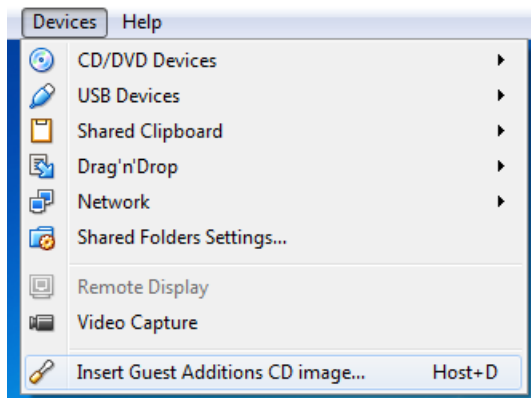 Devices Help
CD/DVD Devices
USB Devices
Shared Clipboard
Drag'n'Drop
Network
Shared Folders Settings...
Remote Display
Video Capture
Insert Guest Additions CD image... Host+D